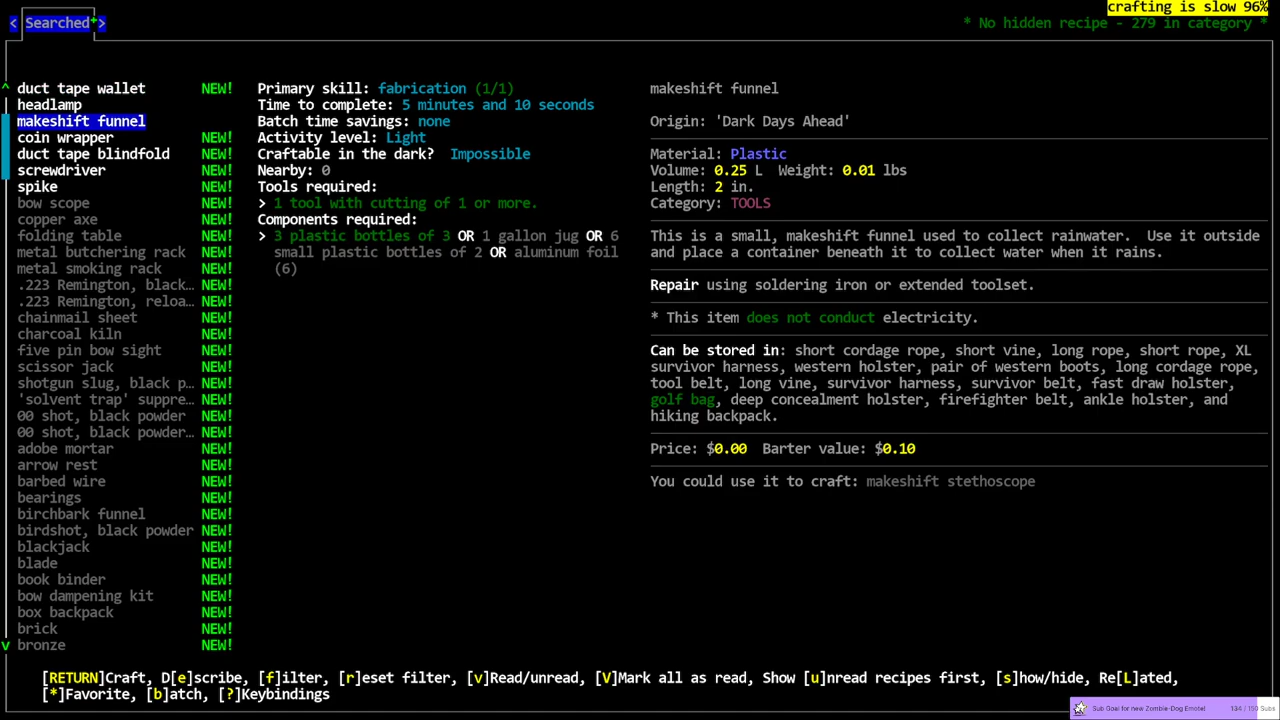 crafting is slow 96%
< Searched+ >
* No hidden recipe - 279 in category *
^ duct tape wallet NEW!
headlamp
makeshift funnel
coin wrapper NEW!
duct tape blindfold NEW!
screwdriver NEW!
spike NEW!
bow scope NEW!
copper axe NEW!
folding table NEW!
metal butchering rack NEW!
metal smoking rack NEW!
.223 Remington, black… NEW!
.223 Remington, reloa… NEW!
chainmail sheet NEW!
charcoal kiln NEW!
five pin bow sight NEW!
scissor jack NEW!
shotgun slug, black p… NEW!
'solvent trap' suppre… NEW!
00 shot, black powder NEW!
00 shot, black powder… NEW!
adobe mortar NEW!
arrow rest NEW!
barbed wire NEW!
bearings NEW!
birchbark funnel NEW!
birdshot, black powder NEW!
blackjack NEW!
blade NEW!
book binder NEW!
bow dampening kit NEW!
box backpack NEW!
brick NEW!
v bronze NEW!
Primary skill: fabrication (1/1)
Time to complete: 5 minutes and 10 seconds
Batch time savings: none
Activity level: Light
Craftable in the dark? Impossible
Nearby: 0
Tools required:
> 1 tool with cutting of 1 or more.
Components required:
> 3 plastic bottles of 3 OR 1 gallon jug OR 6
small plastic bottles of 2 OR aluminum foil
(6)
makeshift funnel
Origin: 'Dark Days Ahead'
Material: Plastic
Volume: 0.25 L Weight: 0.01 lbs
Length: 2 in.
Category: TOOLS
This is a small, makeshift funnel used to collect rainwater. Use it outside
and place a container beneath it to collect water when it rains.
Repair using soldering iron or extended toolset.
* This item does not conduct electricity.
Can be stored in: short cordage rope, short vine, long rope, short rope, XL
survivor harness, western holster, pair of western boots, long cordage rope,
tool belt, long vine, survivor harness, survivor belt, fast draw holster,
golf bag, deep concealment holster, firefighter belt, ankle holster, and
hiking backpack.
Price: $0.00 Barter value: $0.10
You could use it to craft: makeshift stethoscope
[RETURN]Craft, D[e]scribe, [f]ilter, [r]eset filter, [v]Read/unread, [V]Mark all as read, Show [u]nread recipes first, [s]how/hide, Re[L]ated,
[*]Favorite, [b]atch, [?]Keybindings
Sub Goal for new Zombie-Dog Emote! 134 / 150 Subs